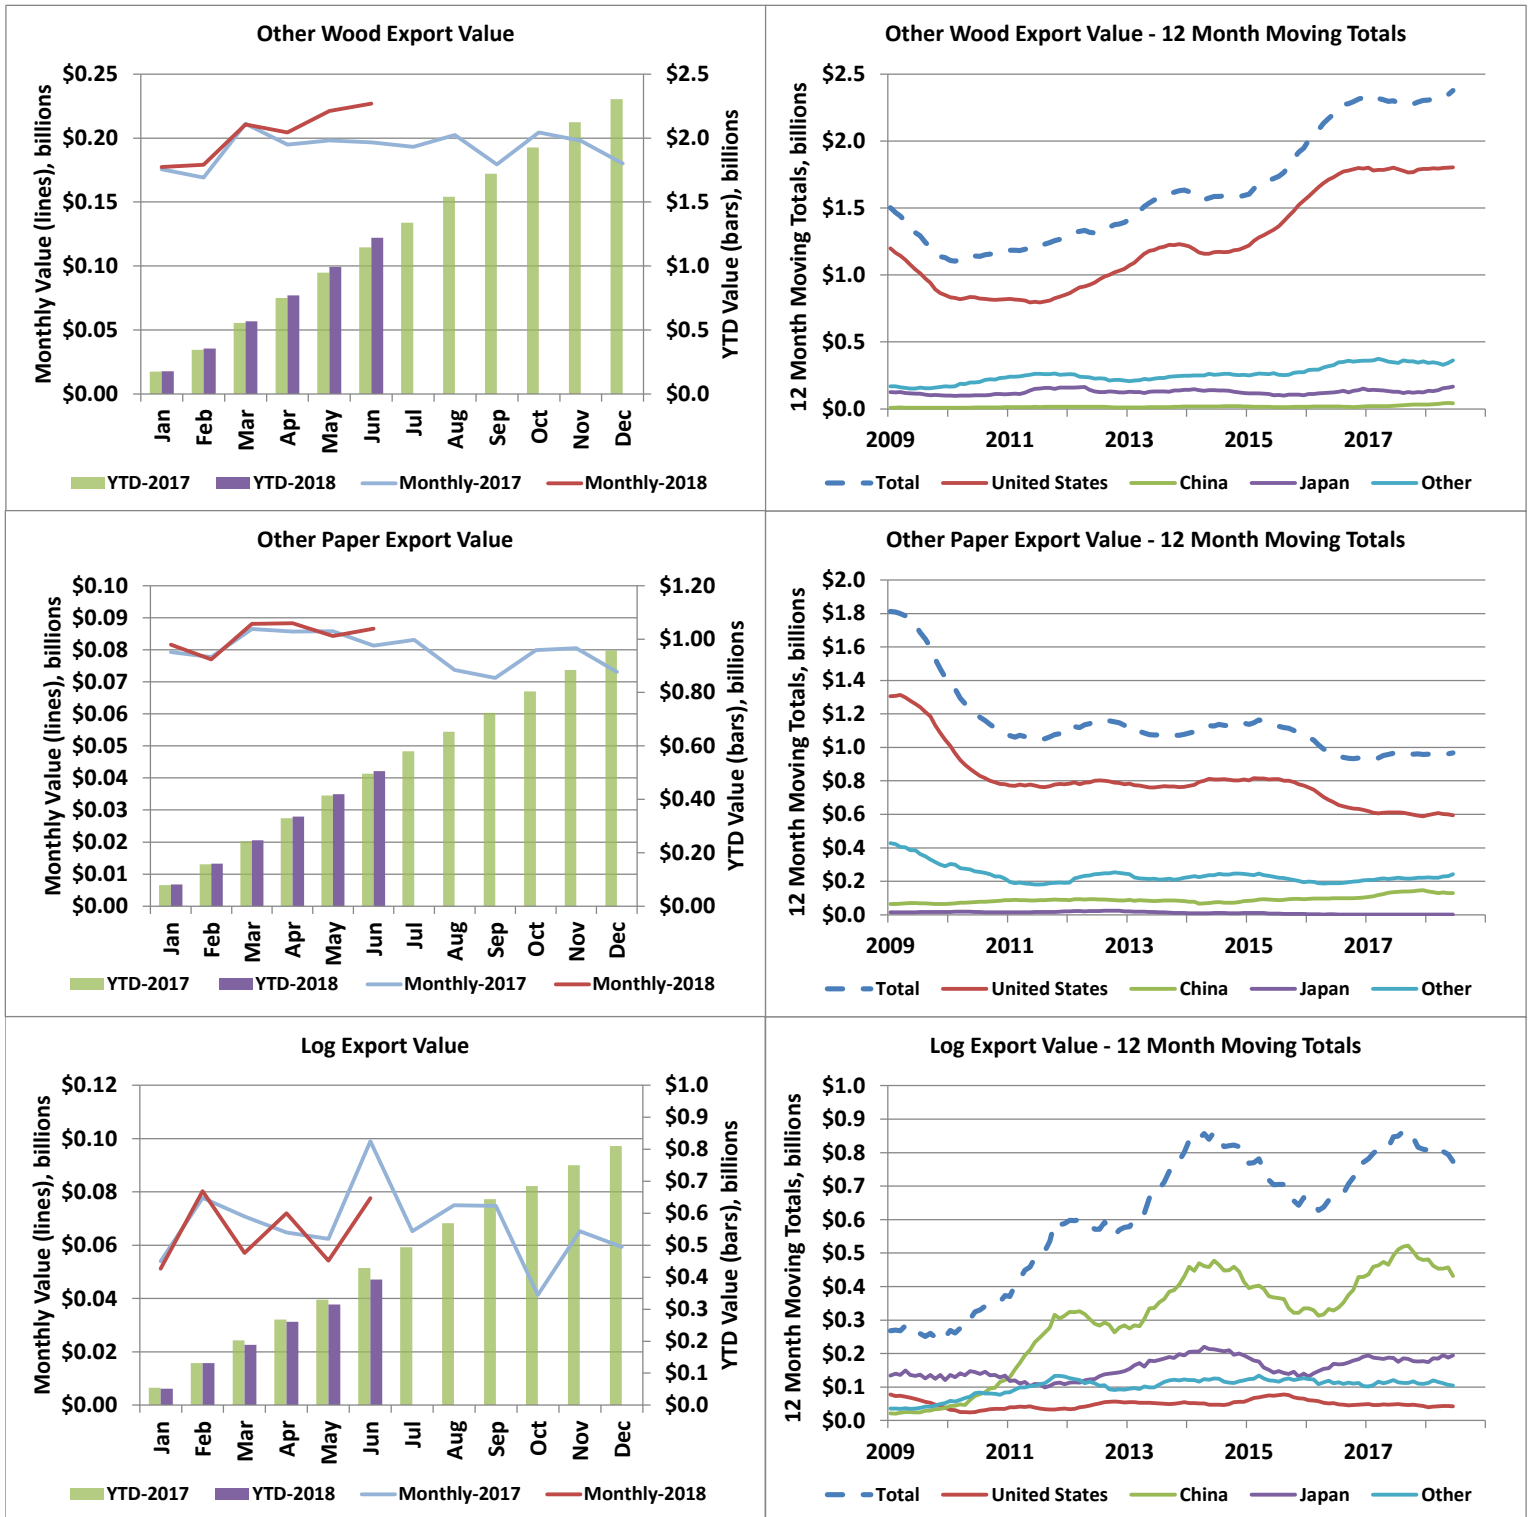 Other Wood Export Value
Monthly Value (lines), billions
$0.25
$0.20
$0.15
$0.10
$0.05
$0.00
$2.5
$2.0
$1.5
$1.0
$0.5
$0.0
YTD Value (bars), billions
Jan Feb Mar Apr May Jun Jul Aug Sep Oct Nov Dec
YTD-2017 YTD-2018 Monthly-2017 Monthly-2018
Other Wood Export Value - 12 Month Moving Totals
12 Month Moving Totals, billions
$2.5
$2.0
$1.5
$1.0
$0.5
$0.0
2009 2011 2013 2015 2017
Total United States China Japan Other
Other Paper Export Value
Monthly Value (lines), billions
$0.10
$0.09
$0.08
$0.07
$0.06
$0.05
$0.04
$0.03
$0.02
$0.01
$0.00
$1.20
$1.00
$0.80
$0.60
$0.40
$0.20
$0.00
YTD Value (bars), billions
Jan Feb Mar Apr May Jun Jul Aug Sep Oct Nov Dec
YTD-2017 YTD-2018 Monthly-2017 Monthly-2018
Other Paper Export Value - 12 Month Moving Totals
12 Month Moving Totals, billions
$2.0
$1.8
$1.6
$1.4
$1.2
$1.0
$0.8
$0.6
$0.4
$0.2
$0.0
2009 2011 2013 2015 2017
Total United States China Japan Other
Log Export Value
Monthly Value (lines), billions
$0.12
$0.10
$0.08
$0.06
$0.04
$0.02
$0.00
$1.0
$0.9
$0.8
$0.7
$0.6
$0.5
$0.4
$0.3
$0.2
$0.1
$0.0
YTD Value (bars), billions
Jan Feb Mar Apr May Jun Jul Aug Sep Oct Nov Dec
YTD-2017 YTD-2018 Monthly-2017 Monthly-2018
Log Export Value - 12 Month Moving Totals
12 Month Moving Totals, billions
$1.0
$0.9
$0.8
$0.7
$0.6
$0.5
$0.4
$0.3
$0.2
$0.1
$0.0
2009 2011 2013 2015 2017
Total United States China Japan Other